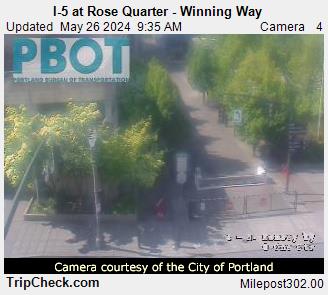 I-5 at Rose Quarter - Winning Way
Updated May 26 2024 9:35 AM Camera 4
PBOT
PORTLAND BUREAU OF TRANSPORTATION
Camera courtesy of the City of Portland
TripCheck.com Milepost302.00